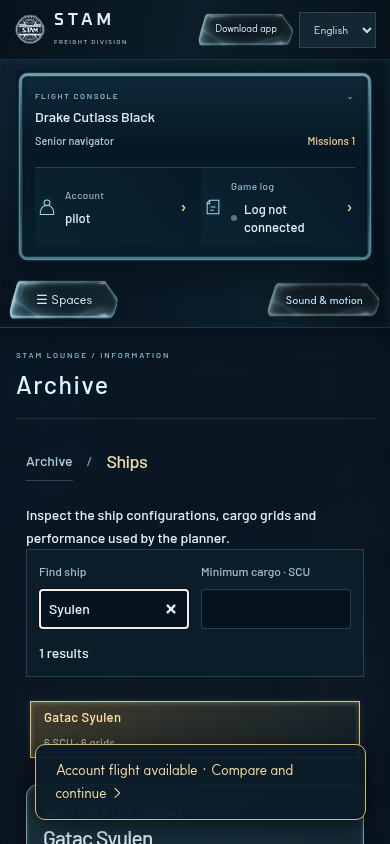 STAM
FREIGHT DIVISION
Download app
English
FLIGHT CONSOLE
Drake Cutlass Black
Senior navigator
Missions 1
Account
pilot
Game log
Log not
connected
☰ Spaces
Sound & motion
STAM LOUNGE / INFORMATION
Archive
Archive / Ships
Inspect the ship configurations, cargo grids and
performance used by the planner.
Find ship
Minimum cargo · SCU
Syulen ✕
1 results
Gatac Syulen
6 SCU · 6 grids
Account flight available · Compare and
continue >
Gatac Syulen